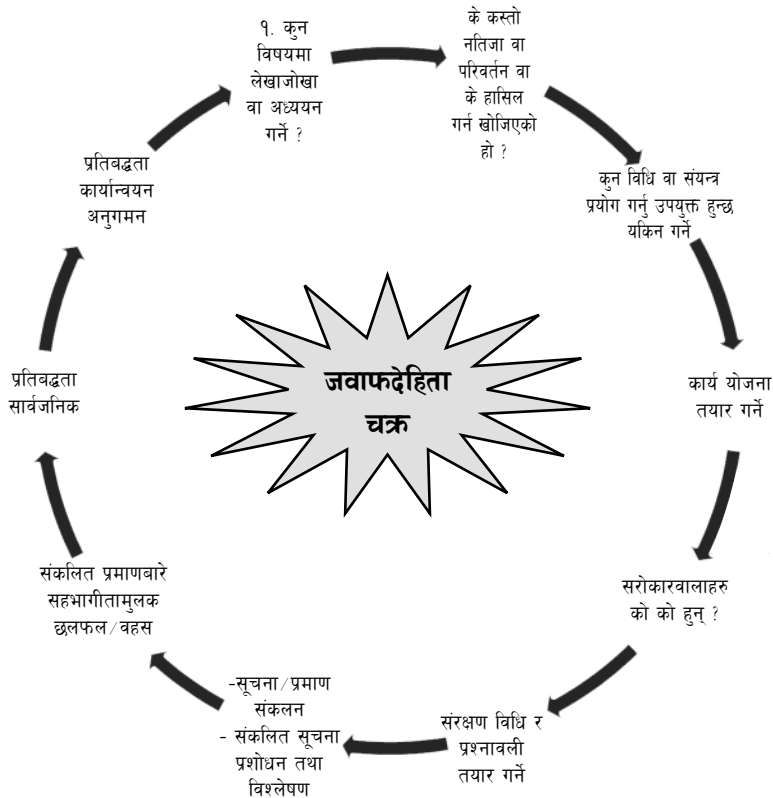 १. कुन
विषयमा
लेखाजोखा
वा अध्ययन
गर्ने ?
के कस्तो
नतिजा वा
परिवर्तन वा
के हासिल
गर्न खोजिएको
हो ?
कुन विधि वा संयन्त्र
प्रयोग गर्नु उपयुक्त हुन्छ
यकिन गर्ने
कार्य योजना
तयार गर्ने
सरोकारवालाहरु
को को हुन् ?
संरक्षण विधि र
प्रश्नावली
तयार गर्ने
-सूचना/प्रमाण
संकलन
- संकलित सूचना
प्रशोधन तथा
विश्लेषण
संकलित प्रमाणबारे
सहभागीतामुलक
छलफल/वहस
प्रतिबद्धता
सार्वजनिक
प्रतिबद्धता
कार्यान्वयन
अनुगमन
जवाफदेहिता
चक्र